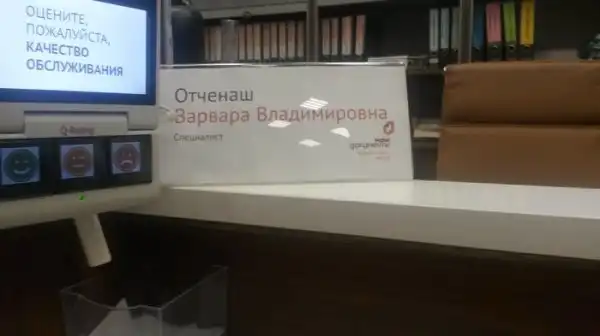 ОЦЕНИТЕ,
ПОЖАЛУЙСТА,
КАЧЕСТВО
ОБСЛУЖИВАНИЯ
Отченаш
Варвара Владимировна
Специалист
мои
документы